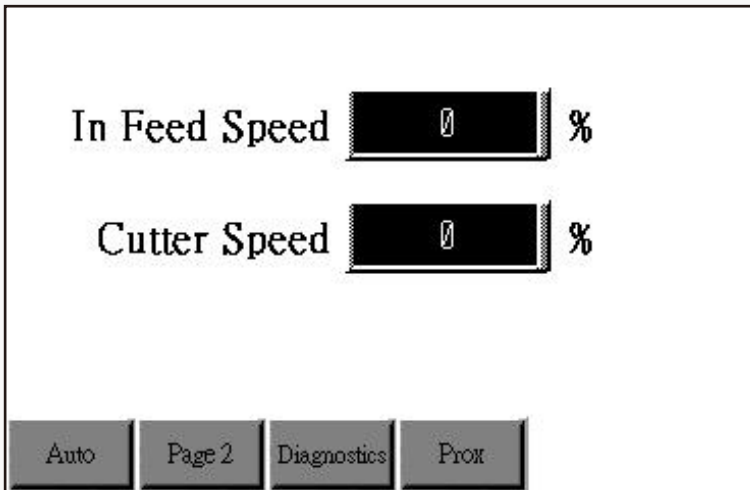 In Feed Speed 0 %
Cutter Speed 0 %
Auto Page 2 Diagnostics Prox